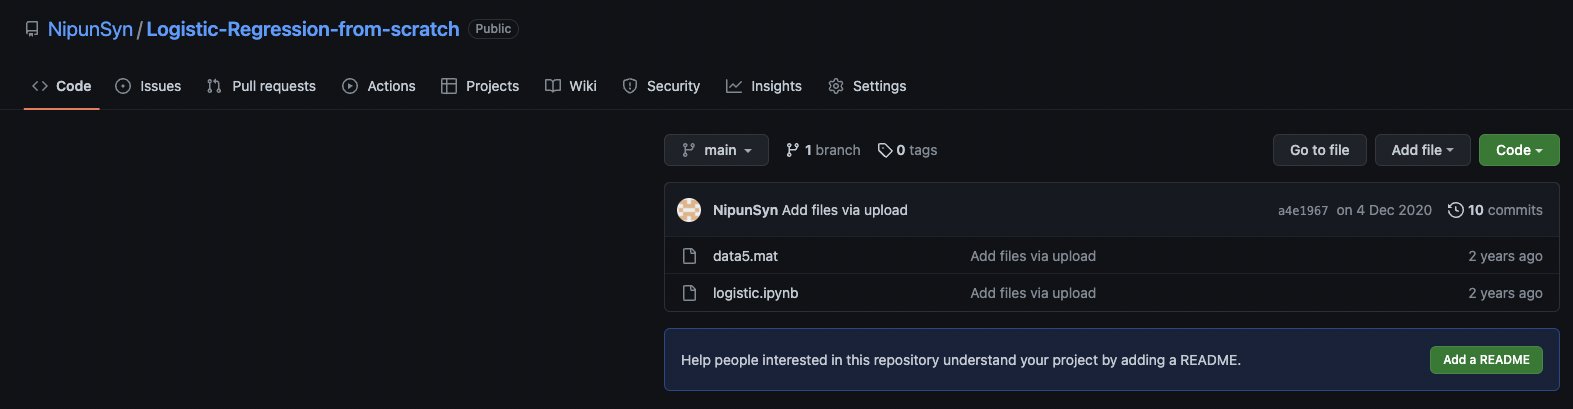 NipunSyn / Logistic-Regression-from-scratch Public
Code Issues Pull requests Actions Projects Wiki Security Insights Settings
main 1 branch 0 tags Go to file Add file Code
NipunSyn Add files via upload a4e1967 on 4 Dec 2020 10 commits
data5.mat Add files via upload 2 years ago
logistic.ipynb Add files via upload 2 years ago
Help people interested in this repository understand your project by adding a README. Add a README